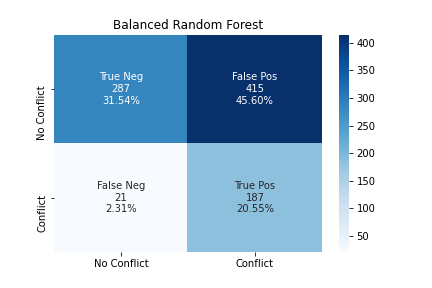 Balanced Random Forest
No Conflict
True Neg
287
31.54%
False Pos
415
45.60%
Conflict
False Neg
21
2.31%
True Pos
187
20.55%
No Conflict
Conflict
400
350
300
250
200
150
100
50